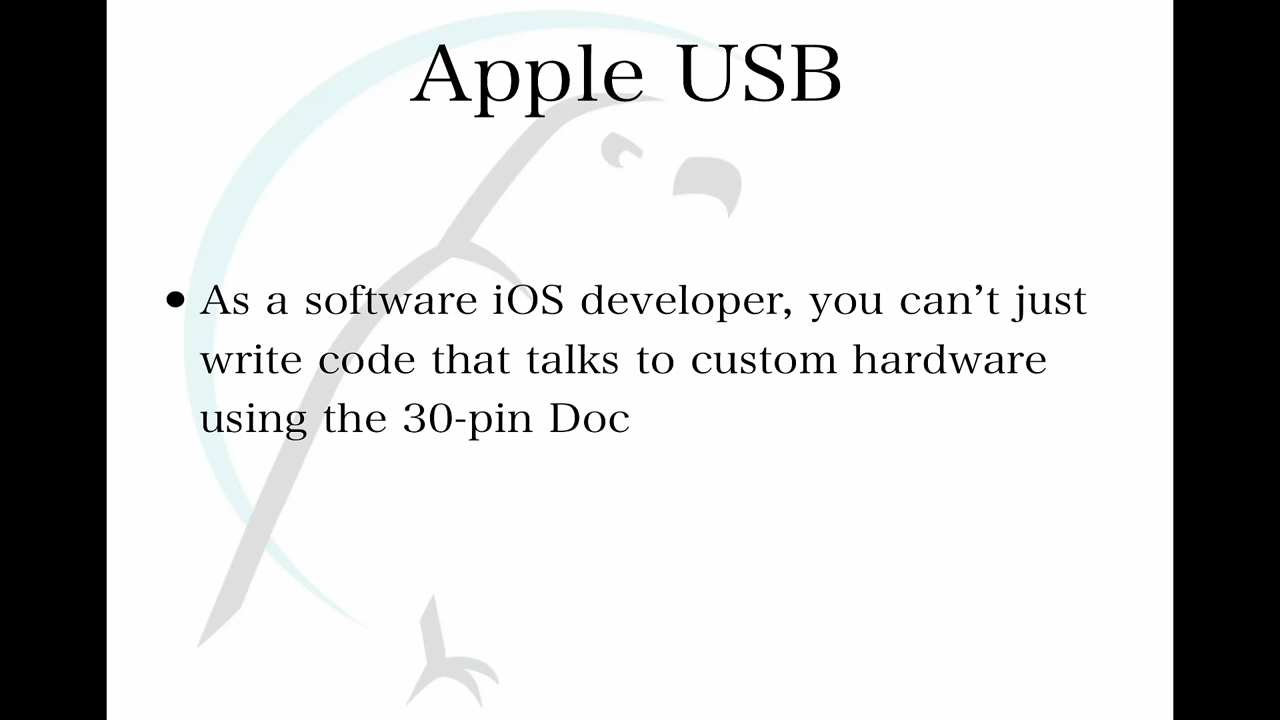 Apple USB
• As a software iOS developer, you can’t just
write code that talks to custom hardware
using the 30-pin Doc